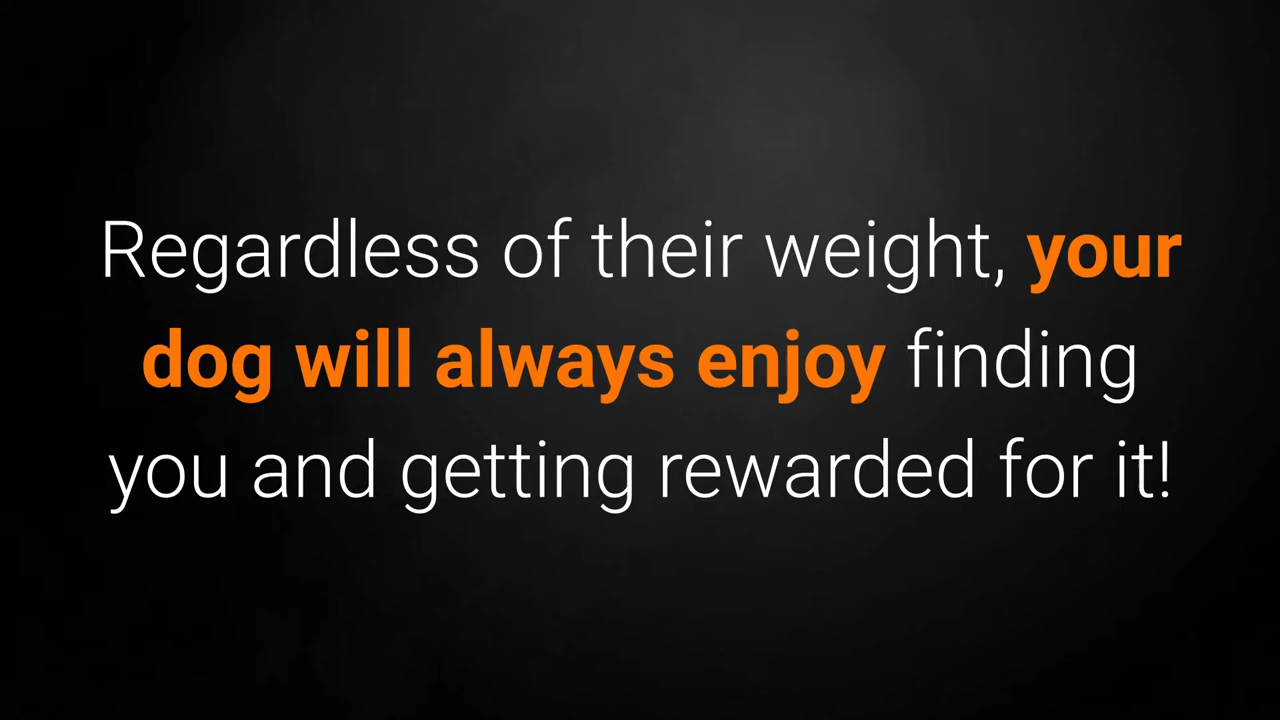 Regardless of their weight, your
dog will always enjoy finding
you and getting rewarded for it!